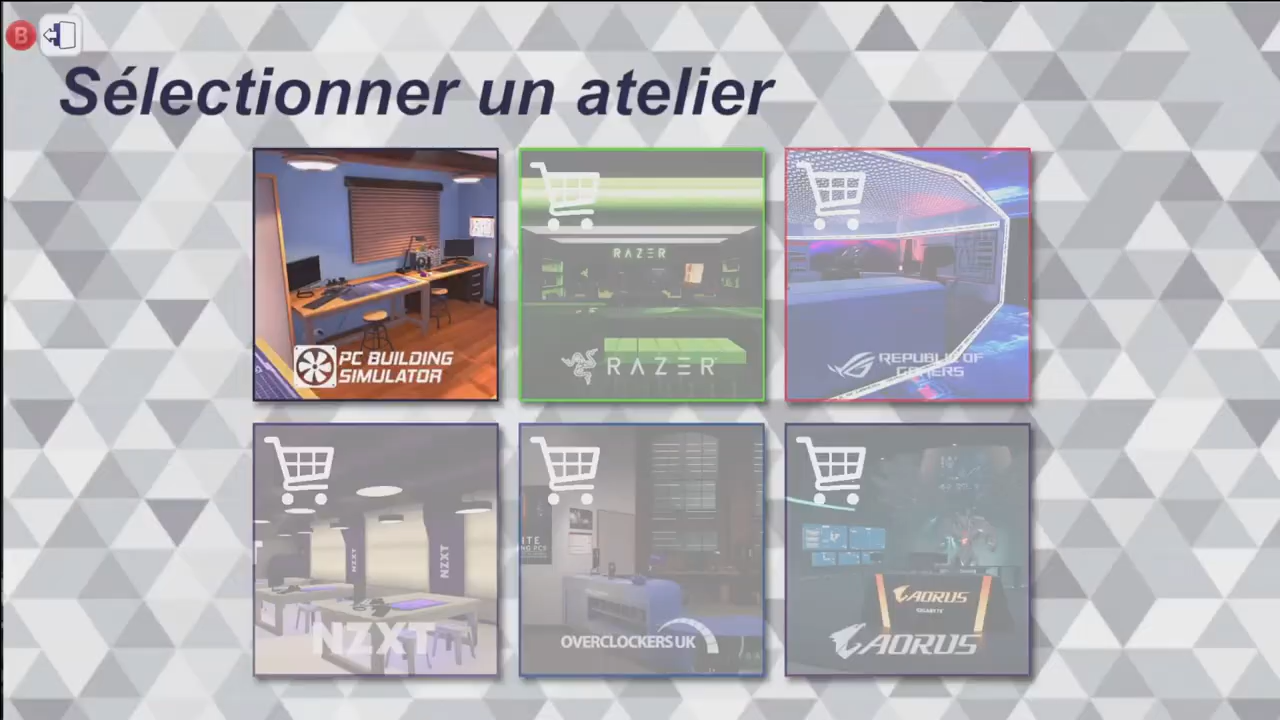 B
Sélectionner un atelier
PC BUILDING
SIMULATOR
RAZER
RAZER
REPUBLIC OF
GAMERS
NZXT
NZXT
NZXT
OVERCLOCKERS UK
AORUS
AORUS